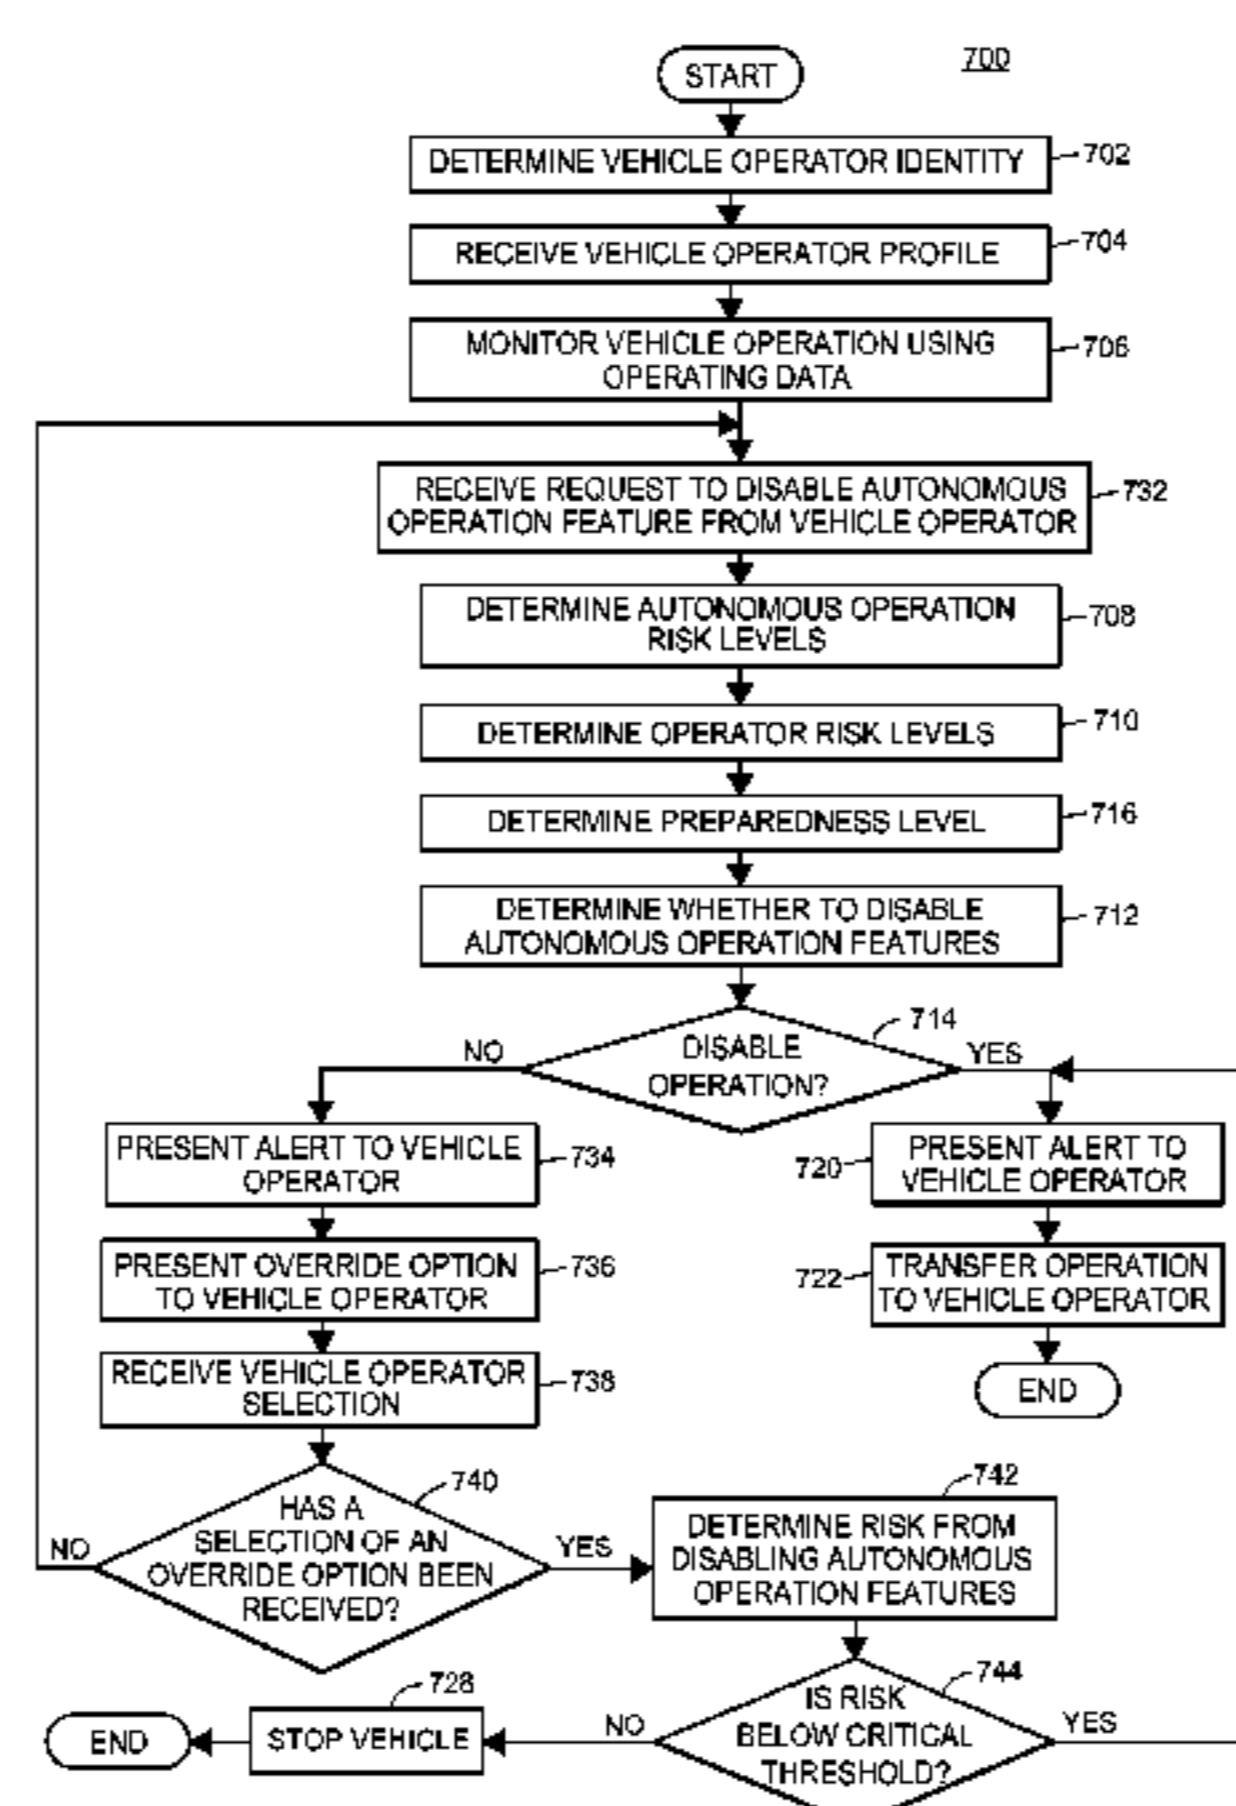 700
START
DETERMINE VEHICLE OPERATOR IDENTITY
702
RECEIVE VEHICLE OPERATOR PROFILE
704
MONITOR VEHICLE OPERATION USING
OPERATING DATA
706
RECEIVE REQUEST TO DISABLE AUTONOMOUS
OPERATION FEATURE FROM VEHICLE OPERATOR
732
DETERMINE AUTONOMOUS OPERATION
RISK LEVELS
708
DETERMINE OPERATOR RISK LEVELS
710
DETERMINE PREPAREDNESS LEVEL
716
DETERMINE WHETHER TO DISABLE
AUTONOMOUS OPERATION FEATURES
712
DISABLE
OPERATION?
714
NO
YES
PRESENT ALERT TO VEHICLE
OPERATOR
734
720
PRESENT ALERT TO
VEHICLE OPERATOR
PRESENT OVERRIDE OPTION
TO VEHICLE OPERATOR
736
722
TRANSFER OPERATION
TO VEHICLE OPERATOR
RECEIVE VEHICLE OPERATOR
SELECTION
738
END
HAS A
SELECTION OF AN
OVERRIDE OPTION BEEN
RECEIVED?
740
NO
YES
742
DETERMINE RISK FROM
DISABLING AUTONOMOUS
OPERATION FEATURES
IS RISK
BELOW CRITICAL
THRESHOLD?
744
NO
YES
728
STOP VEHICLE
END